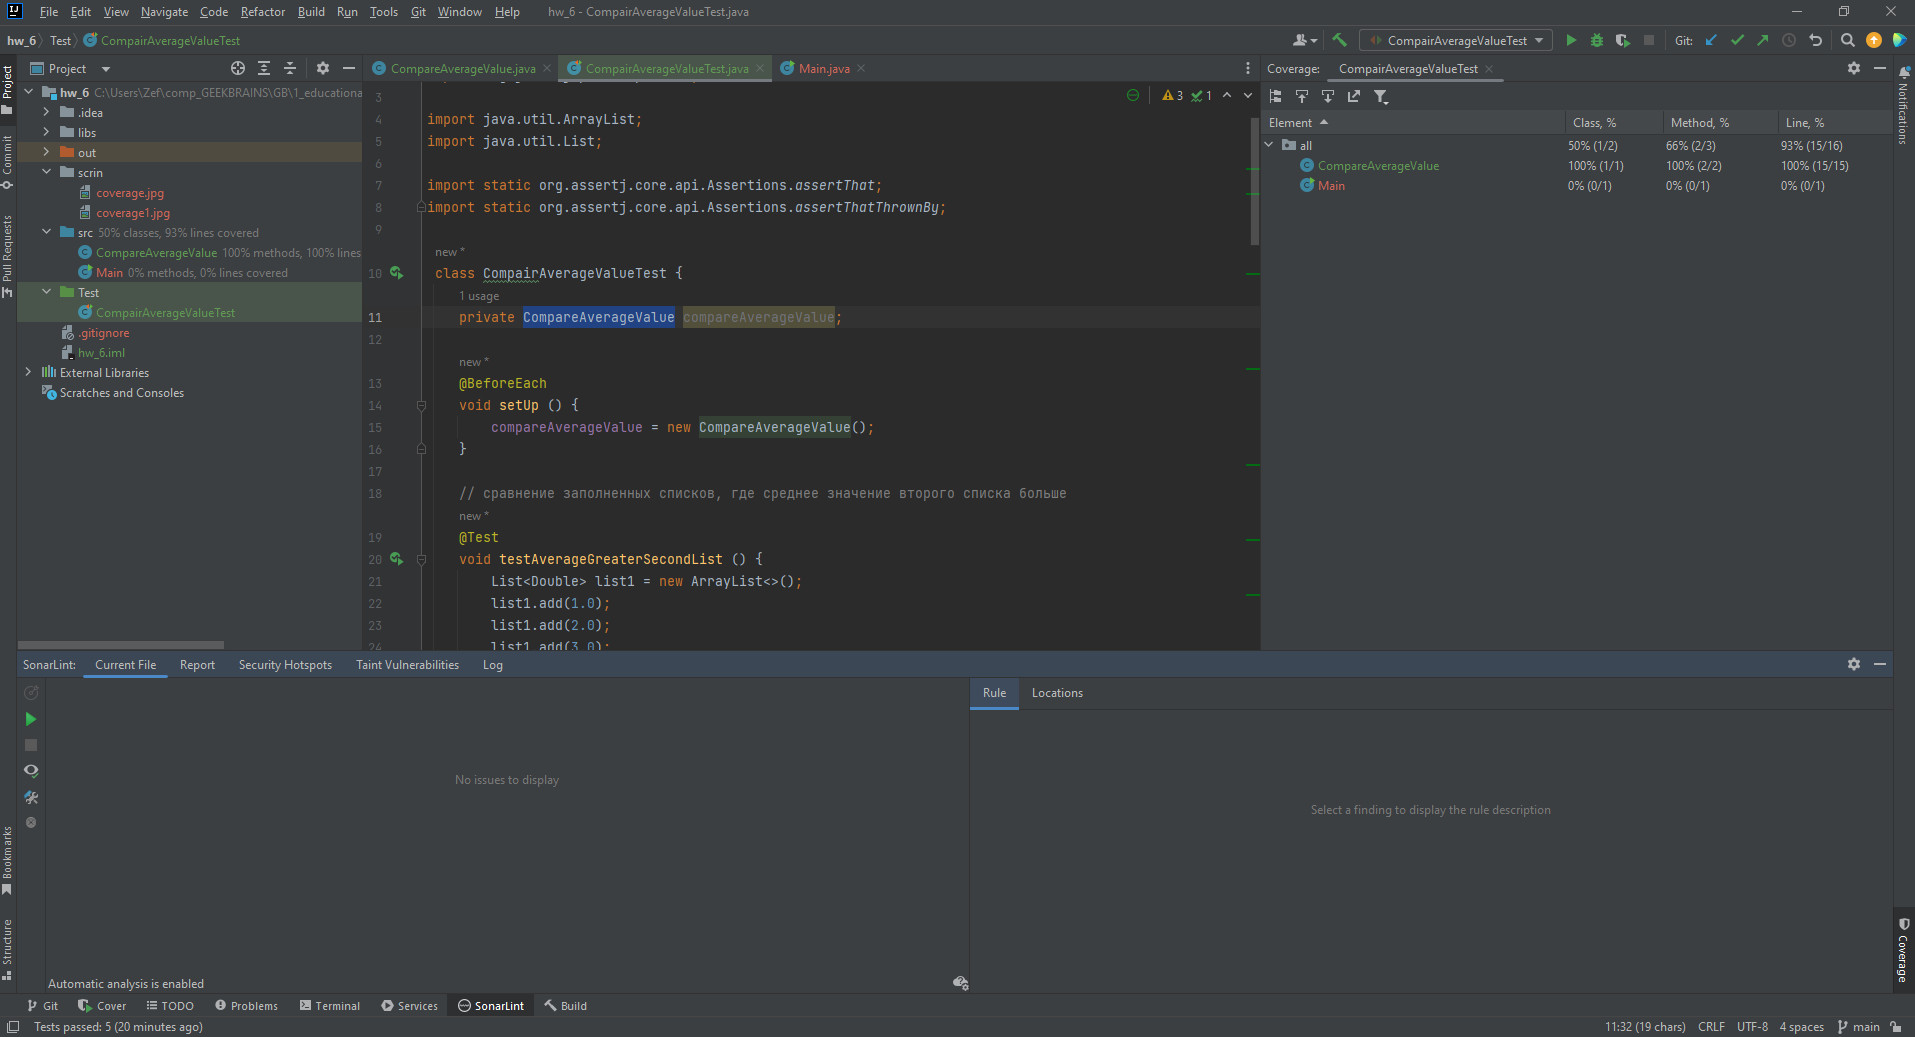 File Edit View Navigate Code Refactor Build Run Tools Git Window Help hw_6 - CompairAverageValueTest.java
hw_6 Test CompairAverageValueTest
CompairAverageValueTest
Git:
Project
CompareAverageValue.java CompairAverageValueTest.java Main.java
Coverage: CompairAverageValueTest
hw_6 C:\Users\Zef\comp_GEEKBRAINS\GB\1_educationa
.idea
libs
out
scrin
coverage.jpg
coverage1.jpg
src 50% classes, 93% lines covered
CompareAverageValue 100% methods, 100% lines
Main 0% methods, 0% lines covered
Test
CompairAverageValueTest
.gitignore
hw_6.iml
External Libraries
Scratches and Consoles
3
4 import java.util.ArrayList;
5 import java.util.List;
6
7 import static org.assertj.core.api.Assertions.assertThat;
8 import static org.assertj.core.api.Assertions.assertThatThrownBy;
9
new *
10 class CompairAverageValueTest {
1 usage
11 private CompareAverageValue compareAverageValue;
12
new *
13 @BeforeEach
14 void setUp () {
15 compareAverageValue = new CompareAverageValue();
16 }
17
18 // сравнение заполненных списков, где среднее значение второго списка больше
new *
19 @Test
20 void testAverageGreaterSecondList () {
21 List<Double> list1 = new ArrayList<>();
22 list1.add(1.0);
23 list1.add(2.0);
24 list1.add(3.0);
3 1
Element Class, % Method, % Line, %
all 50% (1/2) 66% (2/3) 93% (15/16)
CompareAverageValue 100% (1/1) 100% (2/2) 100% (15/15)
Main 0% (0/1) 0% (0/1) 0% (0/1)
Project
Commit
Pull Requests
Bookmarks
Structure
Notifications
Coverage
SonarLint: Current File Report Security Hotspots Taint Vulnerabilities Log
Rule Locations
No issues to display
Select a finding to display the rule description
Automatic analysis is enabled
Git Cover TODO Problems Terminal Services SonarLint Build
Tests passed: 5 (20 minutes ago)
11:32 (19 chars) CRLF UTF-8 4 spaces main